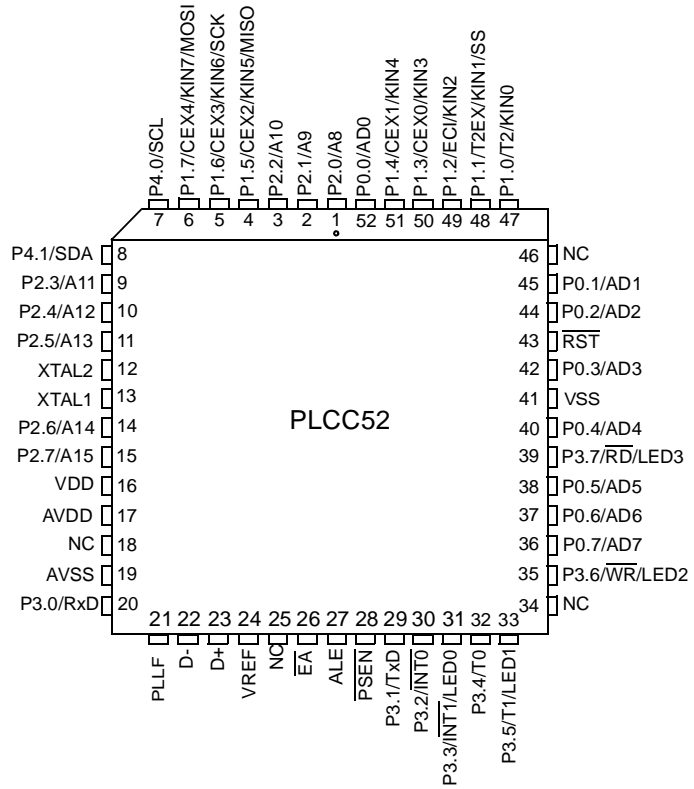 P4.0/SCL
P1.7/CEX4/KIN7/MOSI
P1.6/CEX3/KIN6/SCK
P1.5/CEX2/KIN5/MISO
P2.2/A10
P2.1/A9
P2.0/A8
P0.0/AD0
P1.4/CEX1/KIN4
P1.3/CEX0/KIN3
P1.2/ECI/KIN2
P1.1/T2EX/KIN1/SS
P1.0/T2/KIN0
7 6 5 4 3 2 1 52 51 50 49 48 47
P4.1/SDA 8
P2.3/A11 9
P2.4/A12 10
P2.5/A13 11
XTAL2 12
XTAL1 13
P2.6/A14 14
P2.7/A15 15
VDD 16
AVDD 17
NC 18
AVSS 19
P3.0/RxD 20
PLCC52
46 NC
45 P0.1/AD1
44 P0.2/AD2
43 RST
42 P0.3/AD3
41 VSS
40 P0.4/AD4
39 P3.7/RD/LED3
38 P0.5/AD5
37 P0.6/AD6
36 P0.7/AD7
35 P3.6/WR/LED2
34 NC
21 22 23 24 25 26 27 28 29 30 31 32 33
PLLF
D-
D+
VREF
NC
EA
ALE
PSEN
P3.1/TxD
P3.2/INT0
P3.3/INT1/LED0
P3.4/T0
P3.5/T1/LED1